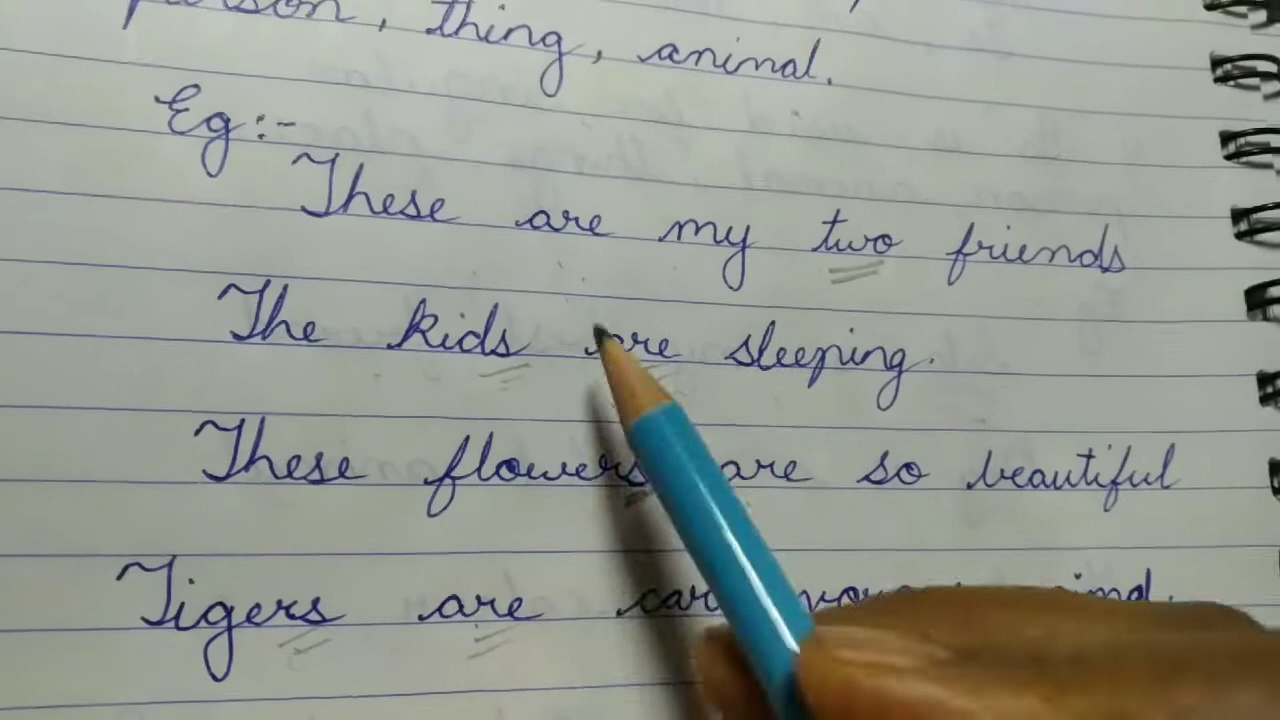 person, thing, animal.
Eg:-
These are my two friends
The kids are sleeping.
These flowers are so beautiful
Tigers are